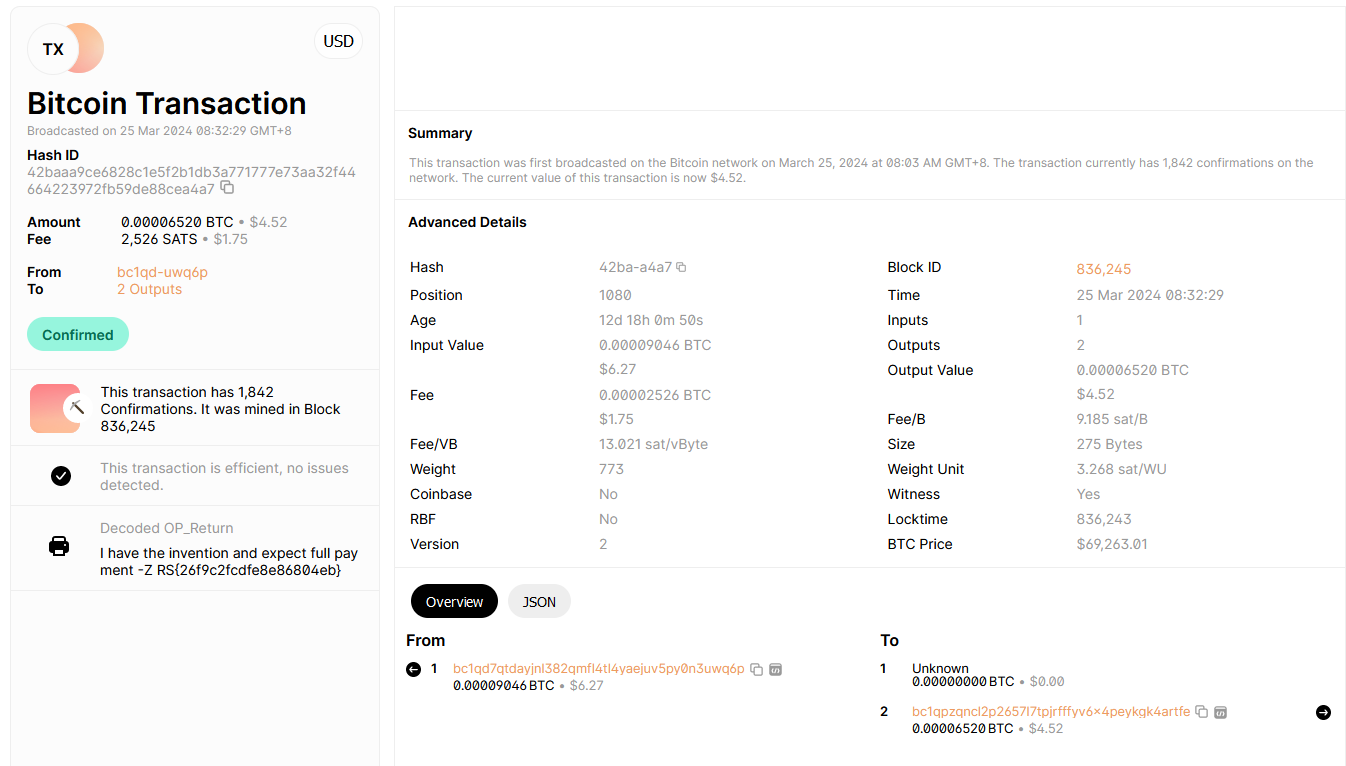 TX
USD
Bitcoin Transaction
Broadcasted on 25 Mar 2024 08:32:29 GMT+8
Hash ID
42baaa9ce6828c1e5f2b1db3a771777e73aa32f44
664223972fb59de88cea4a7
Amount 0.00006520 BTC • $4.52
Fee 2,526 SATS • $1.75
From bc1qd-uwq6p
To 2 Outputs
Confirmed
This transaction has 1,842
Confirmations. It was mined in Block
836,245
This transaction is efficient, no issues
detected.
Decoded OP_Return
I have the invention and expect full pay
ment -Z RS{26f9c2fcdfe8e86804eb}
Summary
This transaction was first broadcasted on the Bitcoin network on March 25, 2024 at 08:03 AM GMT+8. The transaction currently has 1,842 confirmations on the
network. The current value of this transaction is now $4.52.
Advanced Details
Hash 42ba-a4a7
Position 1080
Age 12d 18h 0m 50s
Input Value 0.00009046 BTC
$6.27
Fee 0.00002526 BTC
$1.75
Fee/VB 13.021 sat/vByte
Weight 773
Coinbase No
RBF No
Version 2
Block ID 836,245
Time 25 Mar 2024 08:32:29
Inputs 1
Outputs 2
Output Value 0.00006520 BTC
$4.52
Fee/B 9.185 sat/B
Size 275 Bytes
Weight Unit 3.268 sat/WU
Witness Yes
Locktime 836,243
BTC Price $69,263.01
Overview JSON
From
1 bc1qd7qtdayjnl382qmfl4tl4yaejuv5py0n3uwq6p
0.00009046 BTC • $6.27
To
1 Unknown
0.00000000 BTC • $0.00
2 bc1qpzqncl2p2657l7tpjrfffyv6x4peykgk4artfe
0.00006520 BTC • $4.52